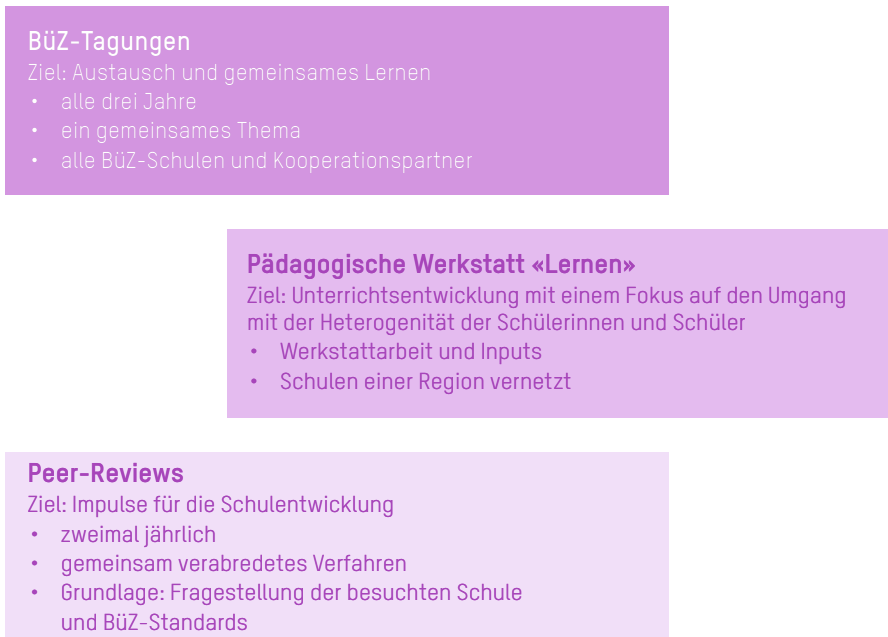 BüZ-Tagungen
Ziel: Austausch und gemeinsames Lernen
• alle drei Jahre
• ein gemeinsames Thema
• alle BüZ-Schulen und Kooperationspartner
Pädagogische Werkstatt «Lernen»
Ziel: Unterrichtsentwicklung mit einem Fokus auf den Umgang
mit der Heterogenität der Schülerinnen und Schüler
• Werkstattarbeit und Inputs
• Schulen einer Region vernetzt
Peer-Reviews
Ziel: Impulse für die Schulentwicklung
• zweimal jährlich
• gemeinsam verabredetes Verfahren
• Grundlage: Fragestellung der besuchten Schule
und BüZ-Standards